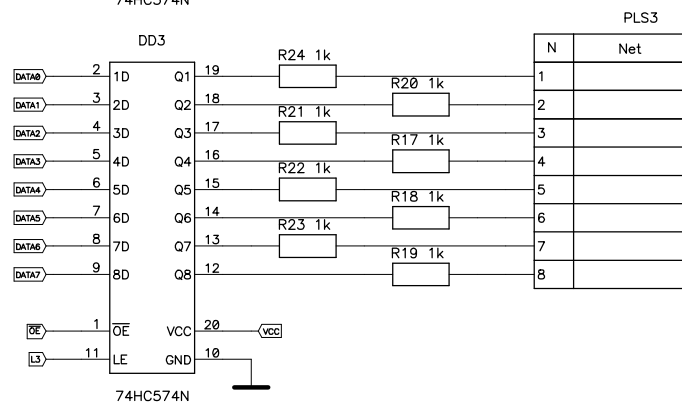 74HC574N
PLS3
DD3
N Net
R24 1k
DATA0 2 1D Q1 19 1
R20 1k
DATA1 3 2D Q2 18 2
R21 1k
DATA2 4 3D Q3 17 3
R17 1k
DATA3 5 4D Q4 16 4
R22 1k
DATA4 6 5D Q5 15 5
R18 1k
DATA5 7 6D Q6 14 6
R23 1k
DATA6 8 7D Q7 13 7
R19 1k
DATA7 9 8D Q8 12 8
OE 1 OE VCC 20 VCC
L3 11 LE GND 10
74HC574N